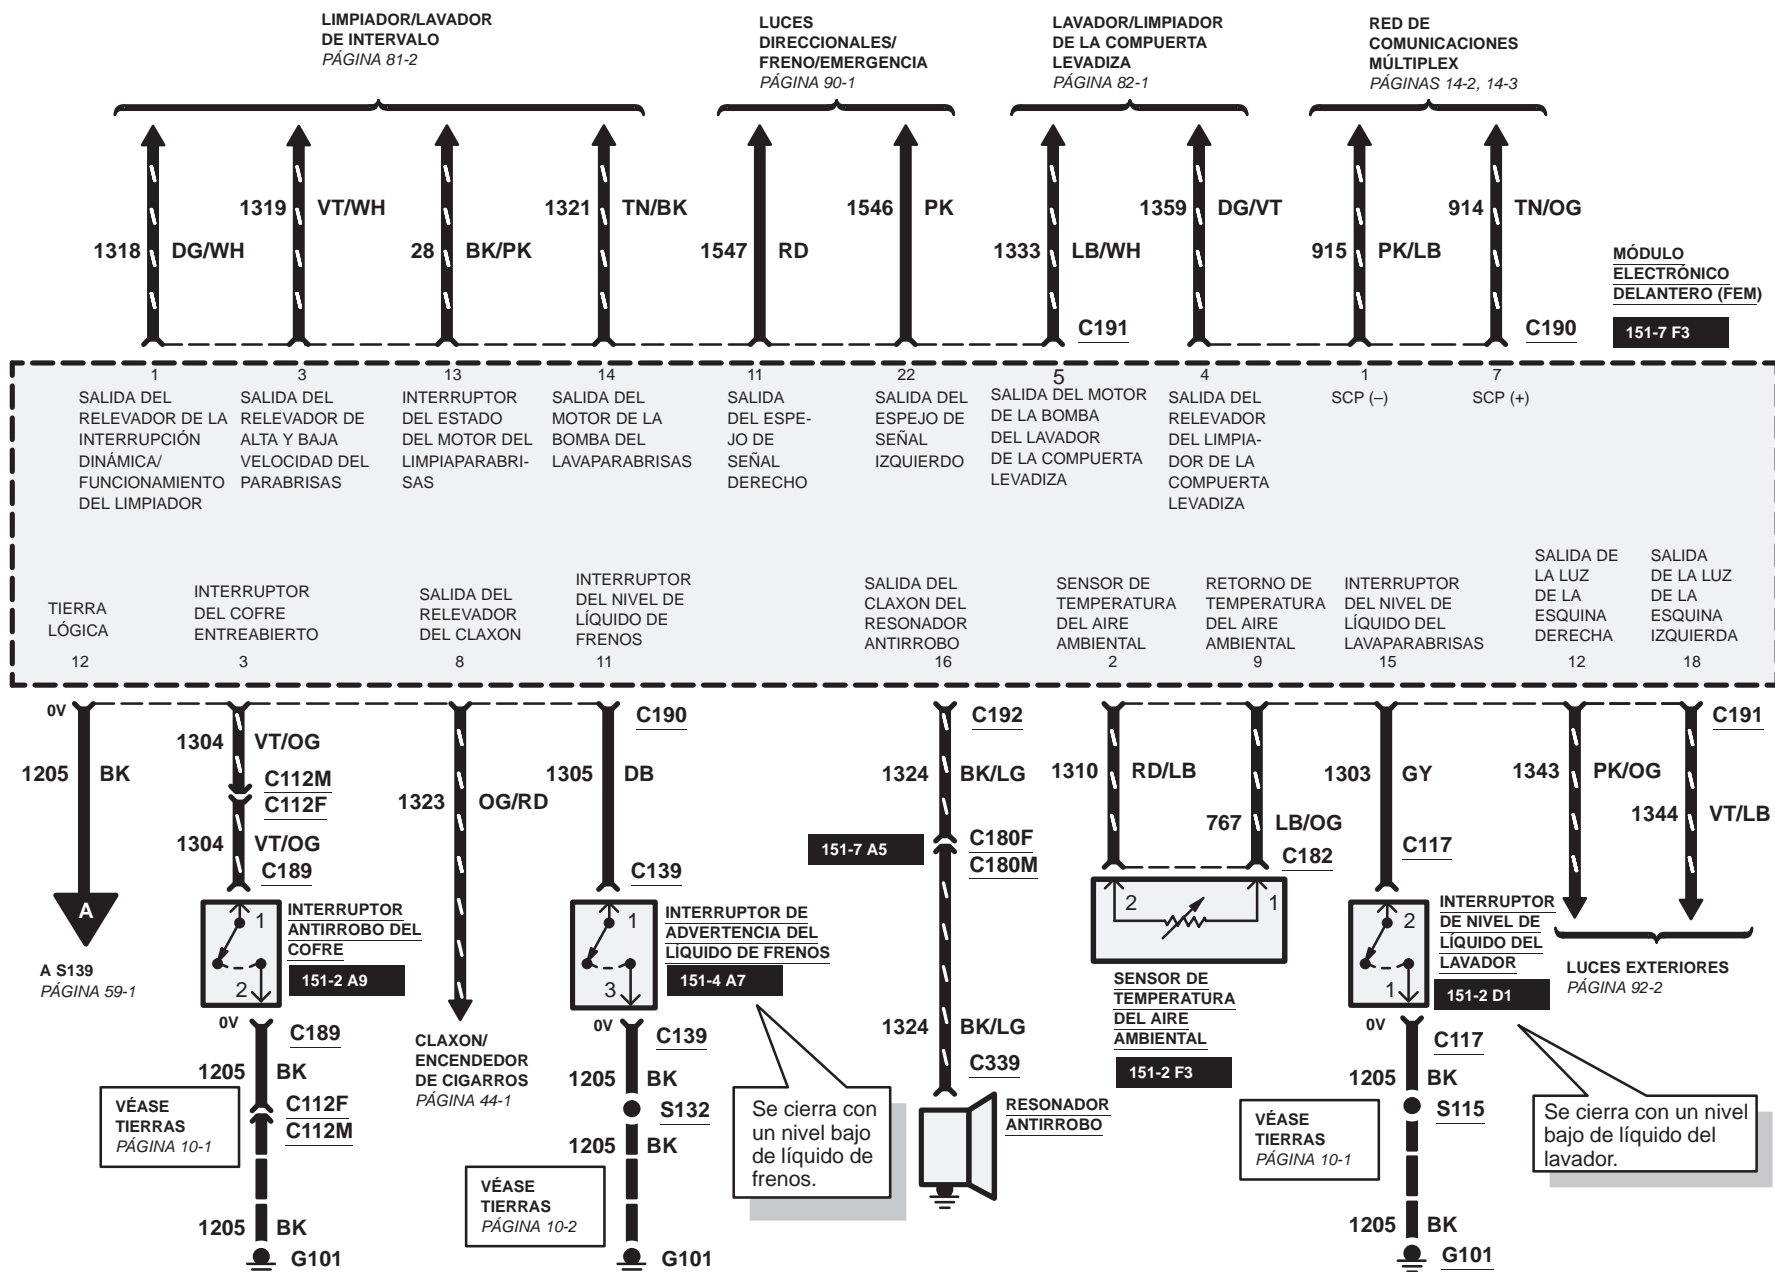 LIMPIADOR/LAVADOR
DE INTERVALO
PÁGINA 81-2
LUCES
DIRECCIONALES/
FRENO/EMERGENCIA
PÁGINA 90-1
LAVADOR/LIMPIADOR
DE LA COMPUERTA
LEVADIZA
PÁGINA 82-1
RED DE
COMUNICACIONES
MÚLTIPLEX
PÁGINAS 14-2, 14-3
1318 DG/WH
1319 VT/WH
28 BK/PK
1321 TN/BK
1547 RD
1546 PK
1333 LB/WH
1359 DG/VT
915 PK/LB
914 TN/OG
C191
C190
MÓDULO
ELECTRÓNICO
DELANTERO (FEM)
151-7 F3
1
SALIDA DEL
RELEVADOR DE LA
INTERRUPCIÓN
DINÁMICA/
FUNCIONAMIENTO
DEL LIMPIADOR
3
SALIDA DEL
RELEVADOR DE
ALTA Y BAJA
VELOCIDAD DEL
PARABRISAS
13
INTERRUPTOR
DEL ESTADO
DEL MOTOR DEL
LIMPIAPARABRI-
SAS
14
SALIDA DEL
MOTOR DE LA
BOMBA DEL
LAVAPARABRISAS
11
SALIDA
DEL ESPE-
JO DE
SEÑAL
DERECHO
22
SALIDA DEL
ESPEJO DE
SEÑAL
IZQUIERDO
5
SALIDA DEL MOTOR
DE LA BOMBA
DEL LAVADOR
DE LA COMPUERTA
LEVADIZA
4
SALIDA DEL
RELEVADOR
DEL LIMPIA-
DOR DE LA
COMPUERTA
LEVADIZA
1
SCP (–)
7
SCP (+)
TIERRA
LÓGICA
12
INTERRUPTOR
DEL COFRE
ENTREABIERTO
3
SALIDA DEL
RELEVADOR
DEL CLAXON
8
INTERRUPTOR
DEL NIVEL DE
LÍQUIDO DE
FRENOS
11
SALIDA DEL
CLAXON DEL
RESONADOR
ANTIRROBO
16
SENSOR DE
TEMPERATURA
DEL AIRE
AMBIENTAL
2
RETORNO DE
TEMPERATURA
DEL AIRE
AMBIENTAL
9
INTERRUPTOR
DEL NIVEL DE
LÍQUIDO DEL
LAVAPARABRISAS
15
SALIDA DE
LA LUZ
DE LA
ESQUINA
DERECHA
12
SALIDA
DE LA LUZ
DE LA
ESQUINA
IZQUIERDA
18
0V
1205 BK
A
A S139
PÁGINA 59-1
1304 VT/OG
C112M
C112F
1304 VT/OG
C189
1
2
INTERRUPTOR
ANTIRROBO DEL
COFRE
151-2 A9
0V
C189
1205 BK
C112F
C112M
VÉASE
TIERRAS
PÁGINA 10-1
1205 BK
G101
1323 OG/RD
CLAXON/
ENCENDEDOR
DE CIGARROS
PÁGINA 44-1
C190
1305 DB
C139
1
3
INTERRUPTOR DE
ADVERTENCIA DEL
LÍQUIDO DE FRENOS
151-4 A7
0V
C139
1205 BK
S132
1205 BK
VÉASE
TIERRAS
PÁGINA 10-2
G101
Se cierra con
un nivel bajo
de líquido de
frenos.
C192
1324 BK/LG
151-7 A5
C180F
C180M
1324 BK/LG
C339
RESONADOR
ANTIRROBO
1310 RD/LB
767 LB/OG
C182
2
1
SENSOR DE
TEMPERATURA
DEL AIRE
AMBIENTAL
151-2 F3
1303 GY
C117
2
1
INTERRUPTOR
DE NIVEL DE
LÍQUIDO DEL
LAVADOR
151-2 D1
0V
C117
1205 BK
S115
VÉASE
TIERRAS
PÁGINA 10-1
1205 BK
G101
Se cierra con un nivel
bajo de líquido del
lavador.
C191
1343 PK/OG
1344 VT/LB
LUCES EXTERIORES
PÁGINA 92-2